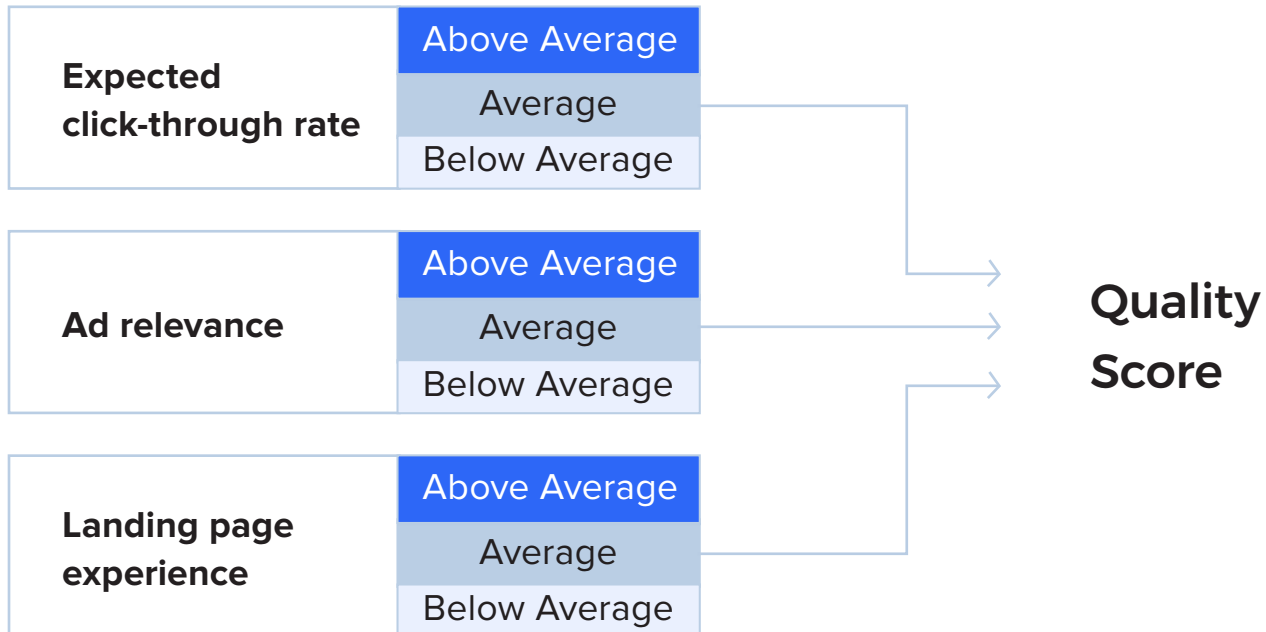 Expected
click-through rate
Above Average
Average
Below Average
Ad relevance
Above Average
Average
Below Average
Landing page
experience
Above Average
Average
Below Average
Quality
Score